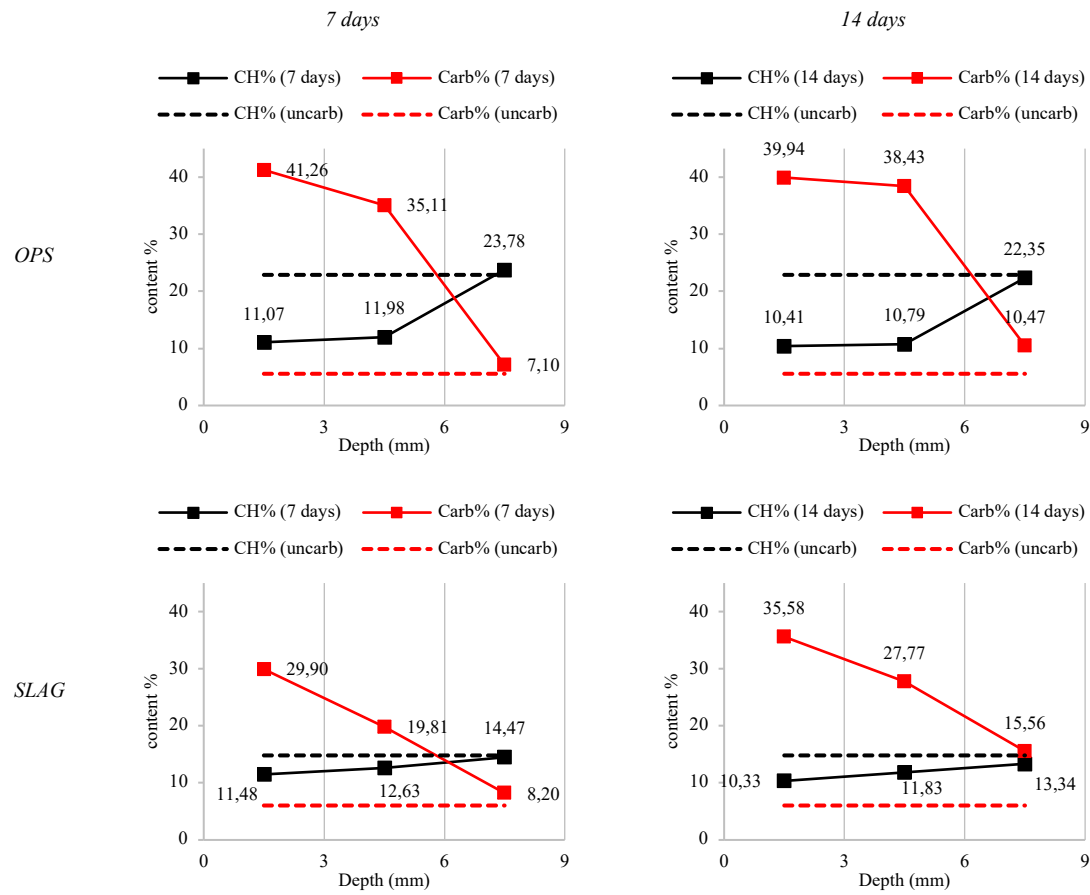 7 days
14 days
OPS
CH% (7 days) Carb% (7 days)
CH% (uncarb) Carb% (uncarb)
content %
40
30
20
10
0
41,26
35,11
23,78
11,07
11,98
7,10
0 3 6 9
Depth (mm)
CH% (14 days) Carb% (14 days)
CH% (uncarb) Carb% (uncarb)
content %
40
30
20
10
0
39,94
38,43
22,35
10,41
10,79
10,47
0 3 6 9
Depth (mm)
SLAG
CH% (7 days) Carb% (7 days)
CH% (uncarb) Carb% (uncarb)
content %
40
30
20
10
0
29,90
19,81
14,47
11,48
12,63
8,20
0 3 6 9
Depth (mm)
CH% (14 days) Carb% (14 days)
CH% (uncarb) Carb% (uncarb)
content %
40
30
20
10
0
35,58
27,77
15,56
10,33
11,83
13,34
0 3 6 9
Depth (mm)